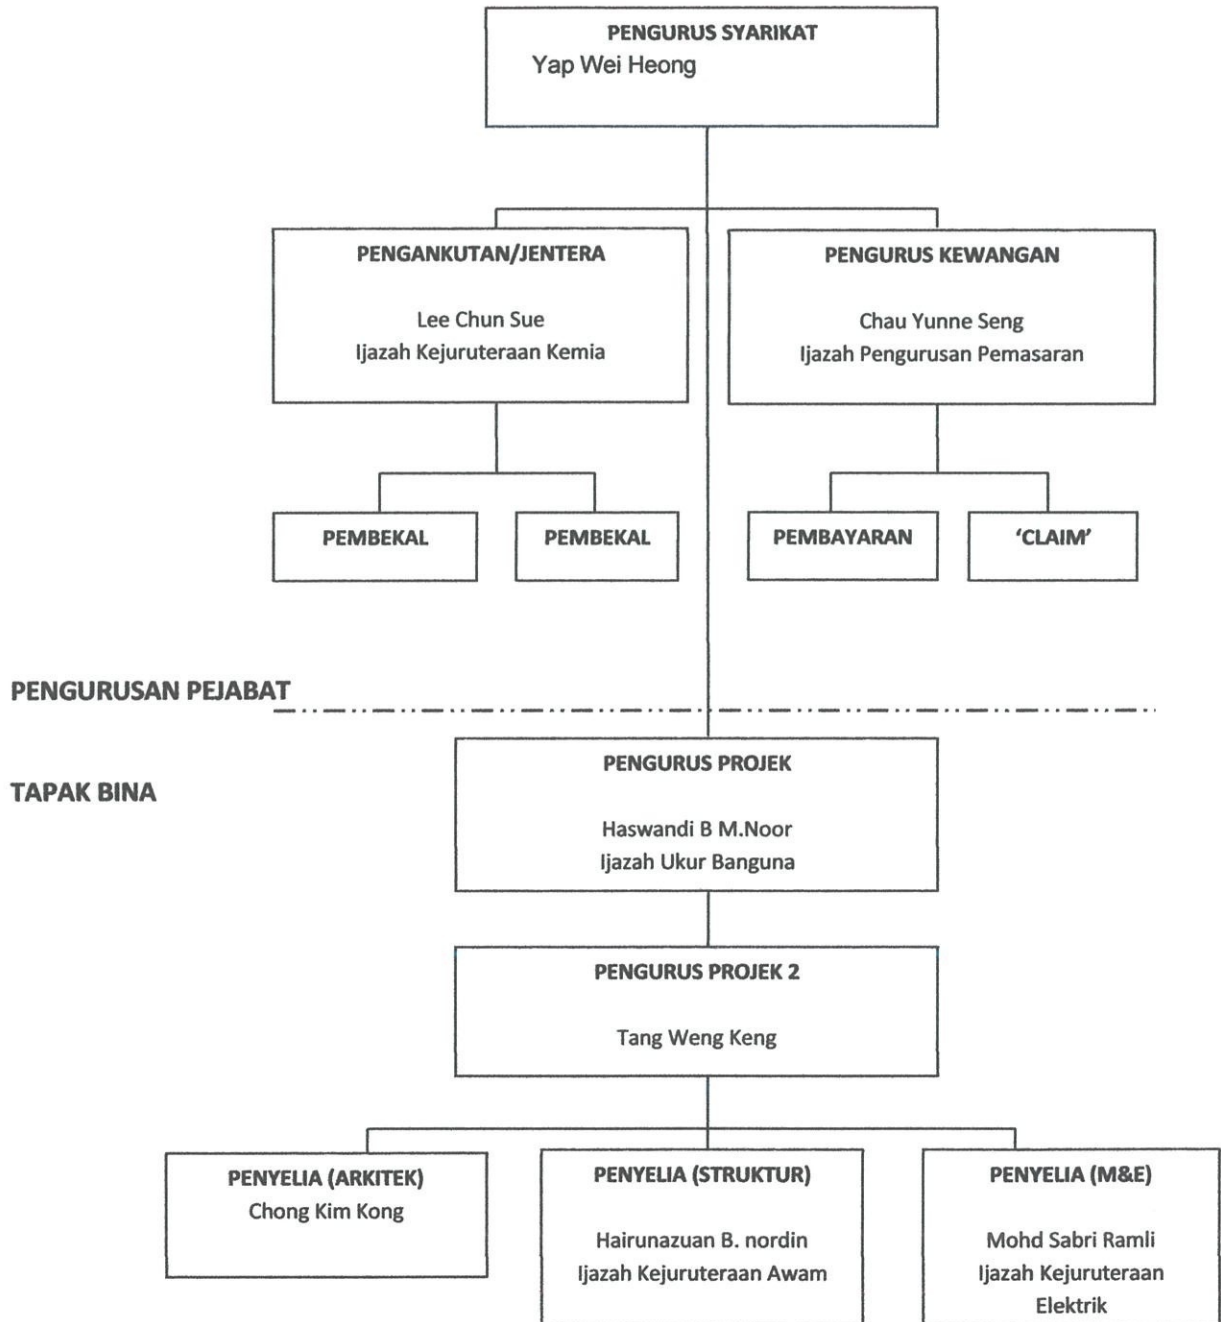 PENGURUS SYARIKAT
Yap Wei Heong
PENGANKUTAN/JENTERA
Lee Chun Sue
Ijazah Kejuruteraan Kemia
PENGURUS KEWANGAN
Chau Yunne Seng
Ijazah Pengurusan Pemasaran
PEMBEKAL
PEMBEKAL
PEMBAYARAN
‘CLAIM’
PENGURUSAN PEJABAT
TAPAK BINA
PENGURUS PROJEK
Haswandi B M.Noor
Ijazah Ukur Banguna
PENGURUS PROJEK 2
Tang Weng Keng
PENYELIA (ARKITEK)
Chong Kim Kong
PENYELIA (STRUKTUR)
Hairunazuan B. nordin
Ijazah Kejuruteraan Awam
PENYELIA (M&E)
Mohd Sabri Ramli
Ijazah Kejuruteraan
Elektrik